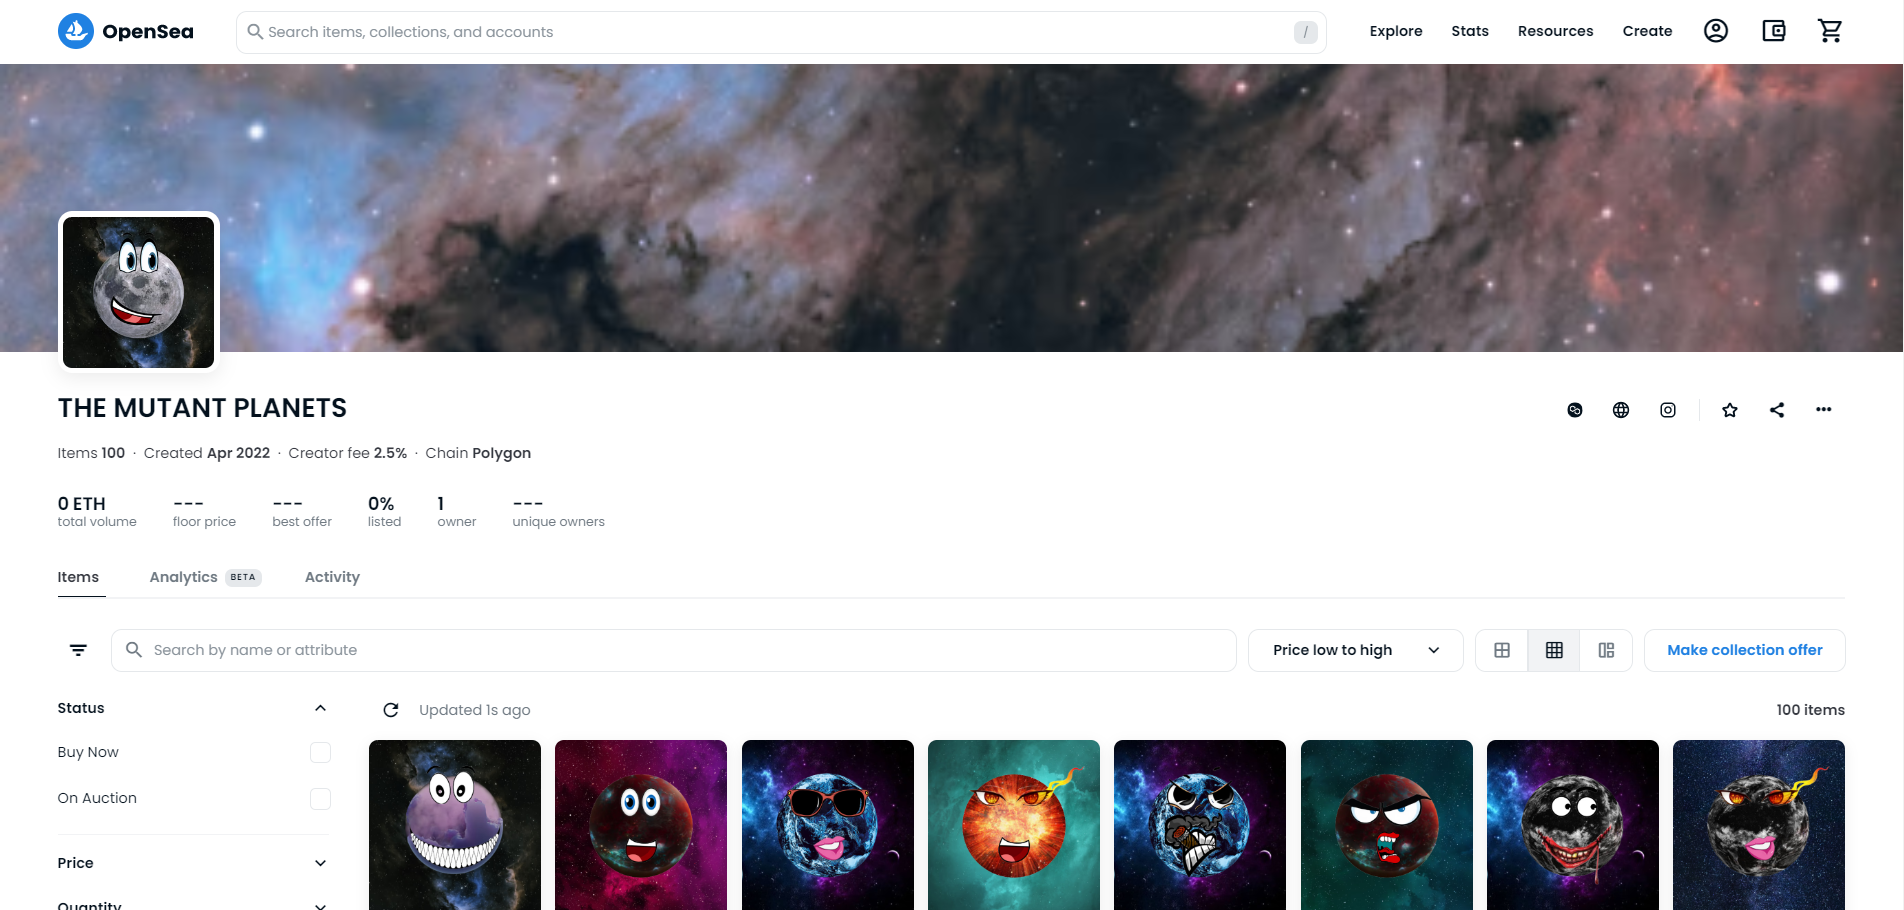 OpenSea
Search items, collections, and accounts
/
Explore
Stats
Resources
Create
THE MUTANT PLANETS
Items 100 · Created Apr 2022 · Creator fee 2.5% · Chain Polygon
0 ETH
total volume
---
floor price
---
best offer
0%
listed
1
owner
---
unique owners
Items
Analytics BETA
Activity
Search by name or attribute
Price low to high
Make collection offer
Status
Updated 1s ago
100 items
Buy Now
On Auction
Price
Quantity